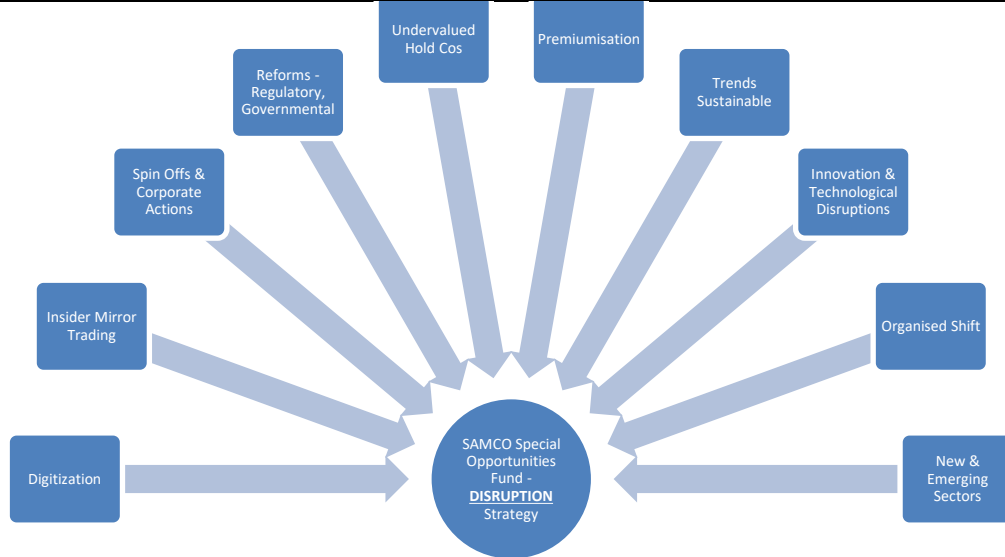 Digitization
Insider Mirror
Trading
Spin Offs &
Corporate
Actions
Reforms -
Regulatory,
Governmental
Undervalued
Hold Cos
Premiumisation
Trends
Sustainable
Innovation &
Technological
Disruptions
Organised Shift
New &
Emerging
Sectors
SAMCO Special
Opportunities
Fund -
DISRUPTION
Strategy